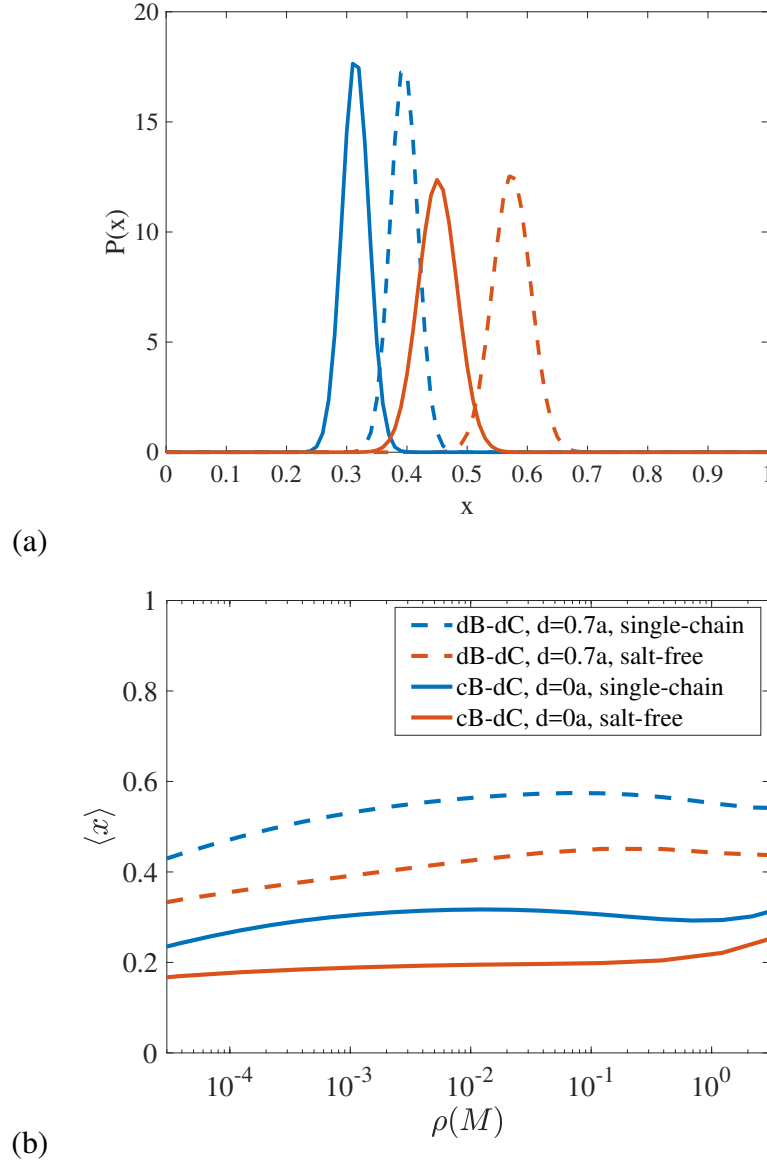 20
15
10
5
0
P(x)
0 0.1 0.2 0.3 0.4 0.5 0.6 0.7 0.8 0.9 1
x
(a)
1
0.8
0.6
0.4
0.2
0
⟨x⟩
dB-dC, d=0.7a, single-chain
dB-dC, d=0.7a, salt-free
cB-dC, d=0a, single-chain
cB-dC, d=0a, salt-free
10⁻⁴ 10⁻³ 10⁻² 10⁻¹ 10⁰
ρ(M)
(b)